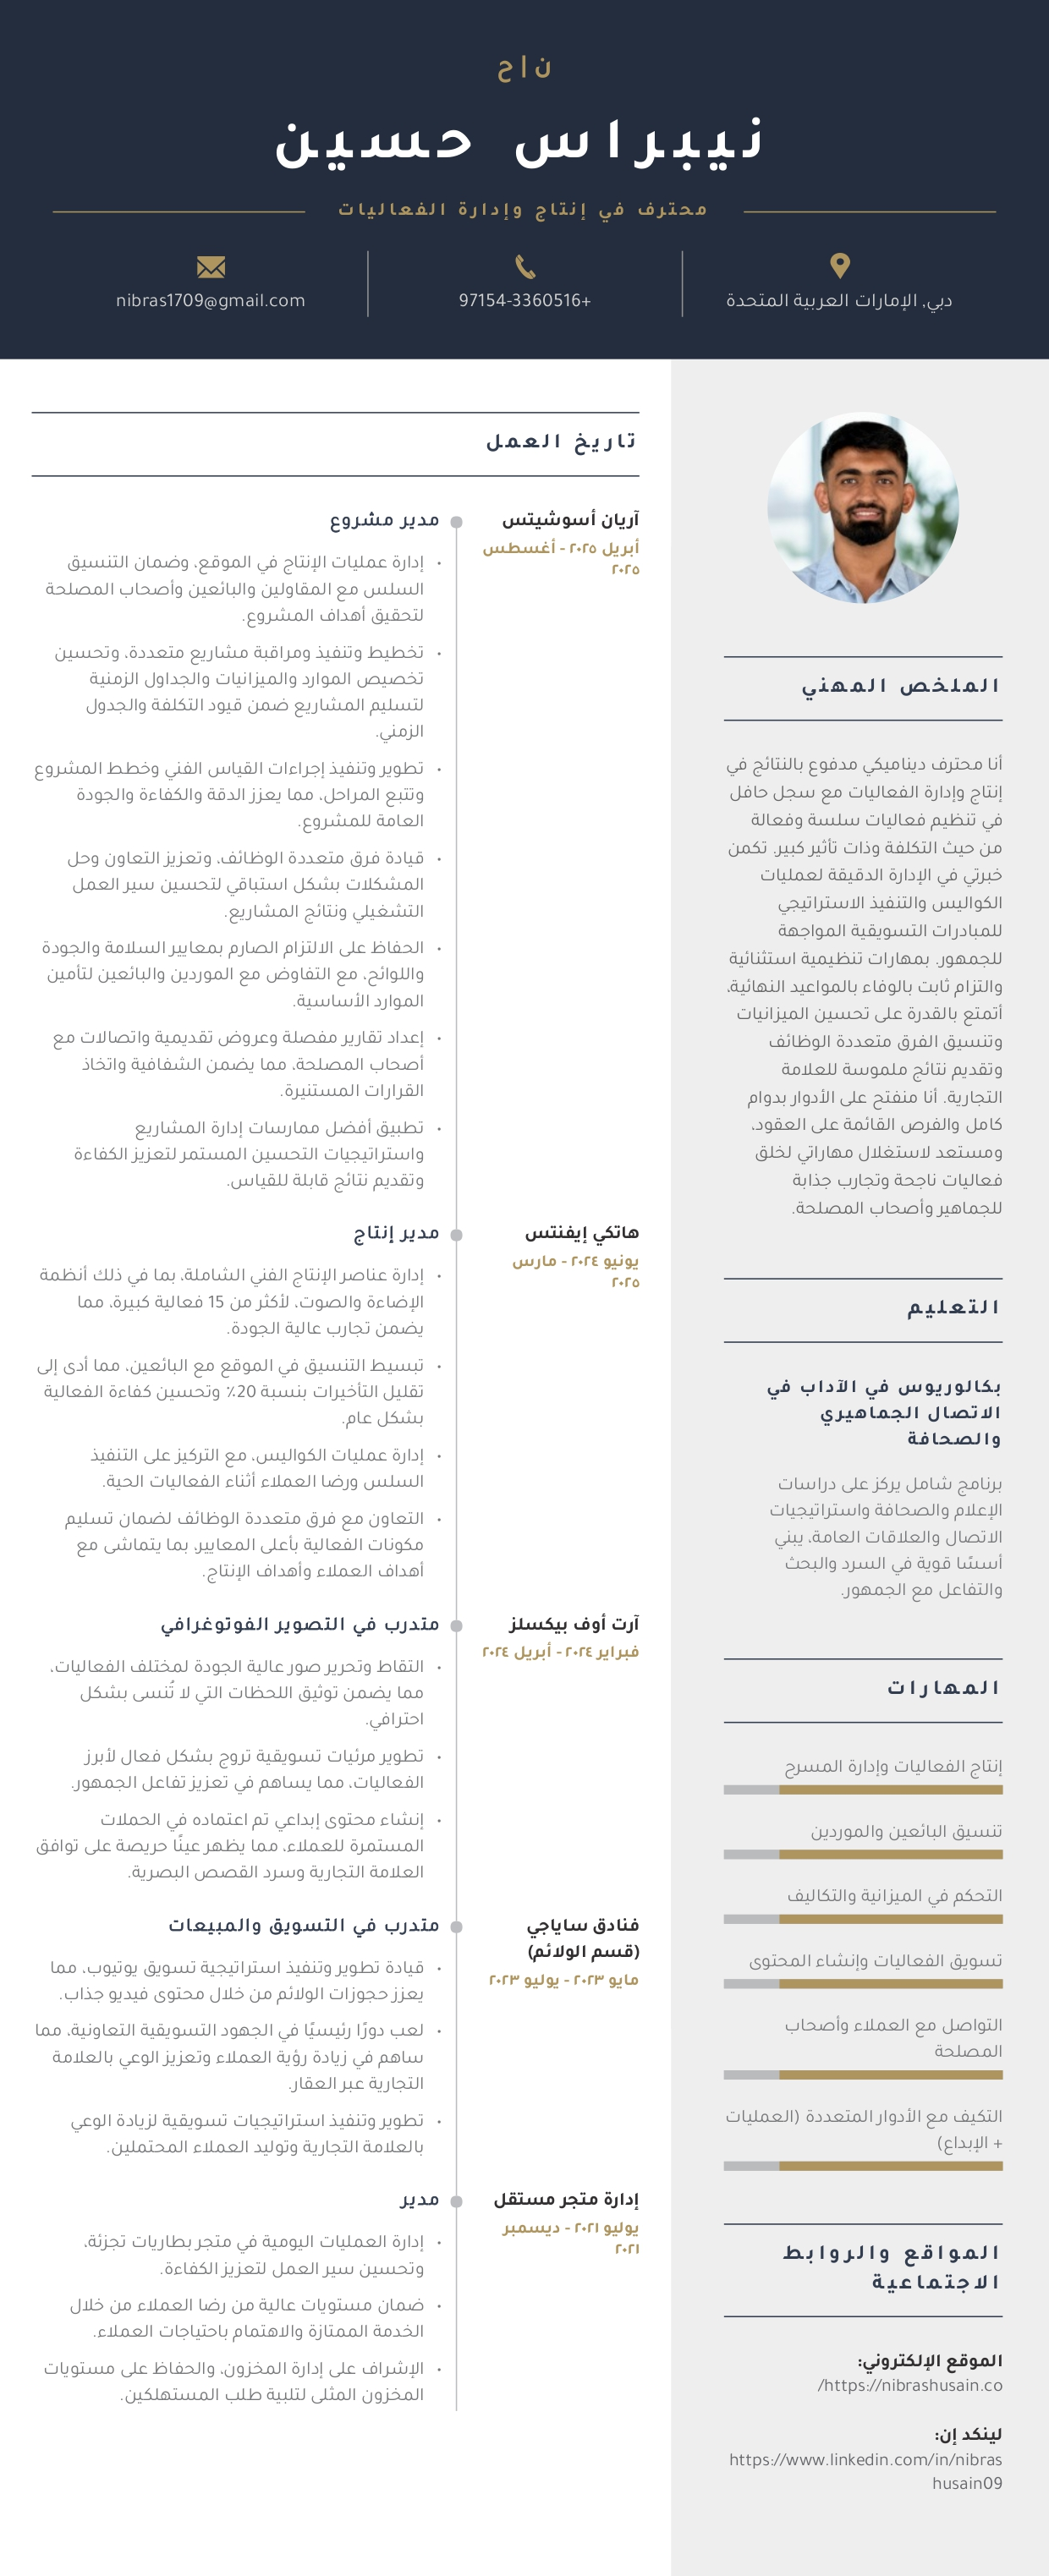 ن|ح
نيبراس حسين
محترف في إنتاج وإدارة الفعاليات
دبي, الإمارات العربية المتحدة
97154-3360516+
nibras1709@gmail.com
الملخص المهني
أنا محترف ديناميكي مدفوع بالنتائج في
إنتاج وإدارة الفعاليات مع سجل حافل
في تنظيم فعاليات سلسة وفعالة
من حيث التكلفة وذات تأثير كبير. تكمن
خبرتي في الإدارة الدقيقة لعمليات
الكواليس والتنفيذ الاستراتيجي
للمبادرات التسويقية المواجهة
للجمهور. بمهارات تنظيمية استثنائية
والتزام ثابت بالوفاء بالمواعيد النهائية،
أتمتع بالقدرة على تحسين الميزانيات
وتنسيق الفرق متعددة الوظائف
وتقديم نتائج ملموسة للعلامة
التجارية. أنا منفتح على الأدوار بدوام
كامل والفرص القائمة على العقود،
ومستعد لاستغلال مهاراتي لخلق
فعاليات ناجحة وتجارب جذابة
للجماهير وأصحاب المصلحة.
التعليم
بكالوريوس في الآداب في
الاتصال الجماهيري
والصحافة
برنامج شامل يركز على دراسات
الإعلام والصحافة واستراتيجيات
الاتصال والعلاقات العامة، يبني
أسسًا قوية في السرد والبحث
والتفاعل مع الجمهور.
المهارات
إنتاج الفعاليات وإدارة المسرح
تنسيق البائعين والموردين
التحكم في الميزانية والتكاليف
تسويق الفعاليات وإنشاء المحتوى
التواصل مع العملاء وأصحاب
المصلحة
التكيف مع الأدوار المتعددة (العمليات
+ الإبداع)
المواقع والروابط
الاجتماعية
الموقع الإلكتروني:
https://nibrashusain.co/
لينكد إن:
https://www.linkedin.com/in/nibras
husain09
تاريخ العمل
آريان أسوشيتس
أبريل ٢٠٢٥ - أغسطس
٢٠٢٥
مدير مشروع
• إدارة عمليات الإنتاج في الموقع، وضمان التنسيق
السلس مع المقاولين والبائعين وأصحاب المصلحة
لتحقيق أهداف المشروع.
• تخطيط وتنفيذ ومراقبة مشاريع متعددة، وتحسين
تخصيص الموارد والميزانيات والجداول الزمنية
لتسليم المشاريع ضمن قيود التكلفة والجدول
الزمني.
• تطوير وتنفيذ إجراءات القياس الفني وخطط المشروع
وتتبع المراحل، مما يعزز الدقة والكفاءة والجودة
العامة للمشروع.
• قيادة فرق متعددة الوظائف، وتعزيز التعاون وحل
المشكلات بشكل استباقي لتحسين سير العمل
التشغيلي ونتائج المشاريع.
• الحفاظ على الالتزام الصارم بمعايير السلامة والجودة
واللوائح، مع التفاوض مع الموردين والبائعين لتأمين
الموارد الأساسية.
• إعداد تقارير مفصلة وعروض تقديمية واتصالات مع
أصحاب المصلحة، مما يضمن الشفافية واتخاذ
القرارات المستنيرة.
• تطبيق أفضل ممارسات إدارة المشاريع
واستراتيجيات التحسين المستمر لتعزيز الكفاءة
وتقديم نتائج قابلة للقياس.
هاتكي إيفنتس
يونيو ٢٠٢٤ - مارس
٢٠٢٥
مدير إنتاج
• إدارة عناصر الإنتاج الفني الشاملة، بما في ذلك أنظمة
الإضاءة والصوت، لأكثر من 15 فعالية كبيرة، مما
يضمن تجارب عالية الجودة.
• تبسيط التنسيق في الموقع مع البائعين، مما أدى إلى
تقليل التأخيرات بنسبة 20٪ وتحسين كفاءة الفعالية
بشكل عام.
• إدارة عمليات الكواليس، مع التركيز على التنفيذ
السلس ورضا العملاء أثناء الفعاليات الحية.
• التعاون مع فرق متعددة الوظائف لضمان تسليم
مكونات الفعالية بأعلى المعايير، بما يتماشى مع
أهداف العملاء وأهداف الإنتاج.
آرت أوف بيكسلز
فبراير ٢٠٢٤ - أبريل ٢٠٢٤
متدرب في التصوير الفوتوغرافي
• التقاط وتحرير صور عالية الجودة لمختلف الفعاليات،
مما يضمن توثيق اللحظات التي لا تُنسى بشكل
احترافي.
• تطوير مرئيات تسويقية تروج بشكل فعال لأبرز
الفعاليات، مما يساهم في تعزيز تفاعل الجمهور.
• إنشاء محتوى إبداعي تم اعتماده في الحملات
المستمرة للعملاء، مما يظهر عينًا حريصة على توافق
العلامة التجارية وسرد القصص البصرية.
فنادق ساياجي
(قسم الولائم)
مايو ٢٠٢٣ - يوليو ٢٠٢٣
متدرب في التسويق والمبيعات
• قيادة تطوير وتنفيذ استراتيجية تسويق يوتيوب، مما
يعزز حجوزات الولائم من خلال محتوى فيديو جذاب.
• لعب دورًا رئيسيًا في الجهود التسويقية التعاونية، مما
ساهم في زيادة رؤية العملاء وتعزيز الوعي بالعلامة
التجارية عبر العقار.
• تطوير وتنفيذ استراتيجيات تسويقية لزيادة الوعي
بالعلامة التجارية وتوليد العملاء المحتملين.
إدارة متجر مستقل
يوليو ٢٠٢١ - ديسمبر
٢٠٢١
مدير
• إدارة العمليات اليومية في متجر بطاريات تجزئة،
وتحسين سير العمل لتعزيز الكفاءة.
• ضمان مستويات عالية من رضا العملاء من خلال
الخدمة الممتازة والاهتمام باحتياجات العملاء.
• الإشراف على إدارة المخزون، والحفاظ على مستويات
المخزون المثلى لتلبية طلب المستهلكين.